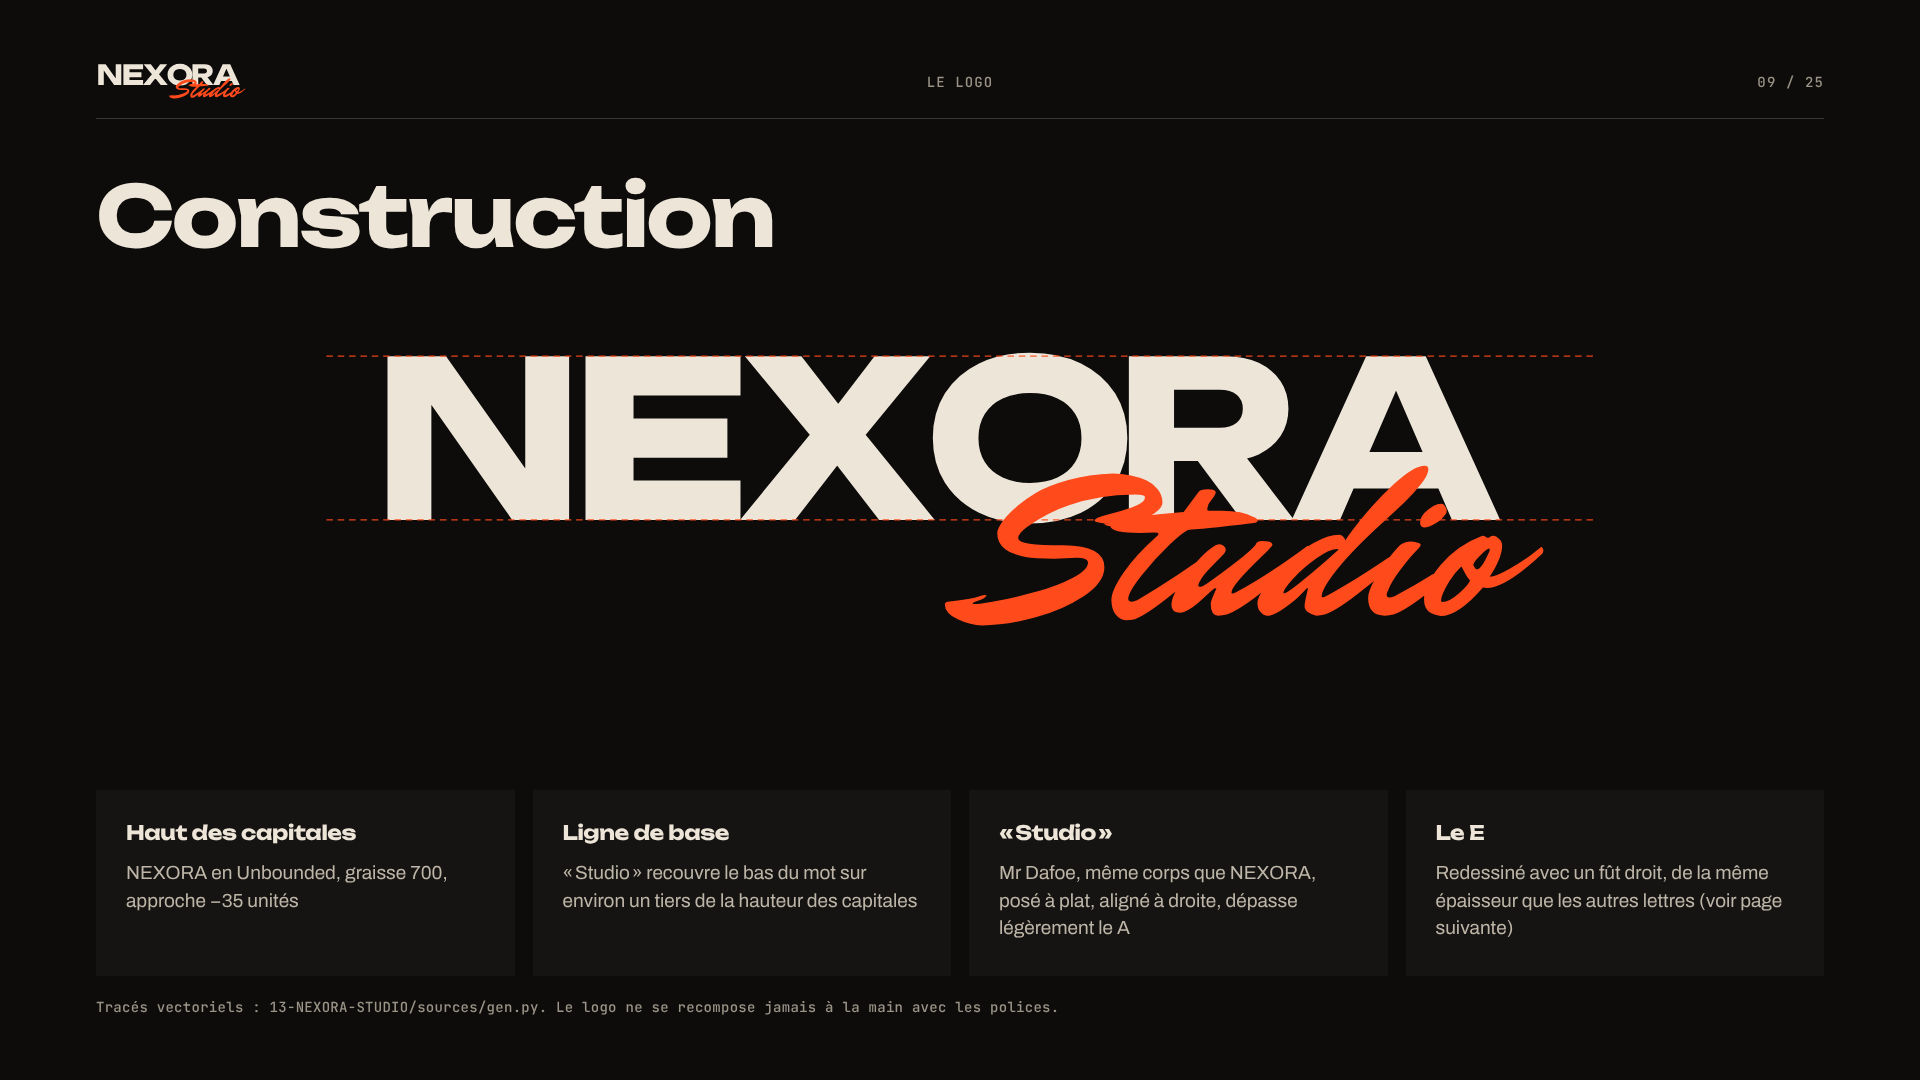 NEXORA
Studio
LE LOGO
09 / 25
Construction
NEXORA
Studio
Haut des capitales
NEXORA en Unbounded, graisse 700,
approche −35 unités
Ligne de base
« Studio » recouvre le bas du mot sur
environ un tiers de la hauteur des capitales
« Studio »
Mr Dafoe, même corps que NEXORA,
posé à plat, aligné à droite, dépasse
légèrement le A
Le E
Redessiné avec un fût droit, de la même
épaisseur que les autres lettres (voir page
suivante)
Tracés vectoriels : 13-NEXORA-STUDIO/sources/gen.py. Le logo ne se recompose jamais à la main avec les polices.